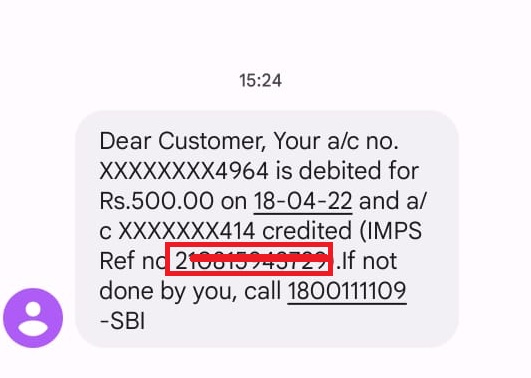 15:24
Dear Customer, Your a/c no.
XXXXXXXX4964 is debited for
Rs.500.00 on 18-04-22 and a/
c XXXXXXX414 credited (IMPS
Ref no .If not
done by you, call 1800111109
-SBI